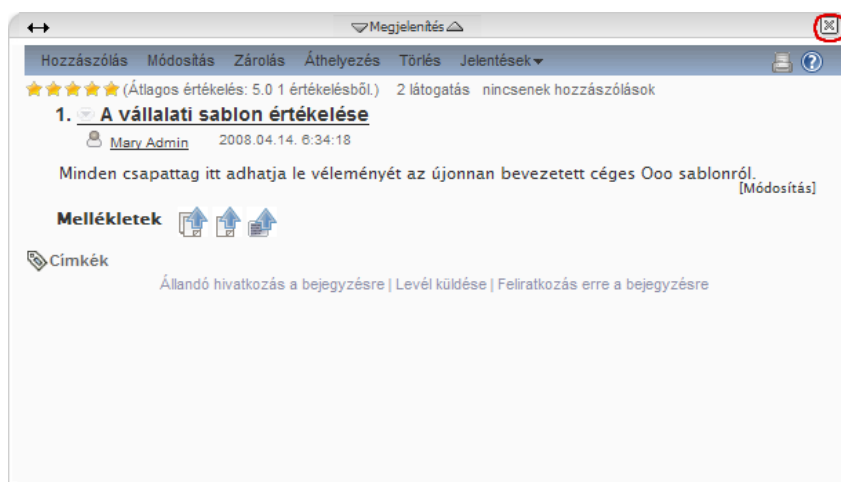 Megjelenítés
Hozzászólás Módosítás Zárolás Áthelyezés Törlés Jelentések
(Átlagos értékelés: 5.0 1 értékelésből.) 2 látogatás nincsenek hozzászólások
1. A vállalati sablon értékelése
Mary Admin 2008.04.14. 6:34:18
Minden csapattag itt adhatja le véleményét az újonnan bevezetett céges Ooo sablonról.
[Módosítás]
Mellékletek
Címkék
Állandó hivatkozás a bejegyzésre | Levél küldése | Feliratkozás erre a bejegyzésre